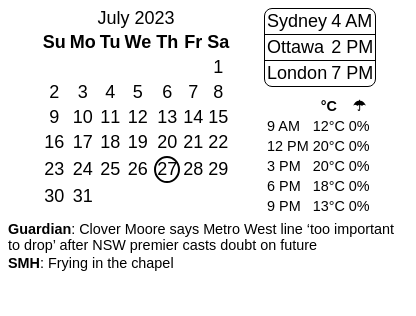 July 2023
Su Mo Tu We Th Fr Sa
1
2 3 4 5 6 7 8
9 10 11 12 13 14 15
16 17 18 19 20 21 22
23 24 25 26 27 28 29
30 31
Sydney 4 AM
Ottawa 2 PM
London 7 PM
°C ☂
9 AM 12°C 0%
12 PM 20°C 0%
3 PM 20°C 0%
6 PM 18°C 0%
9 PM 13°C 0%
Guardian: Clover Moore says Metro West line ‘too important
to drop’ after NSW premier casts doubt on future
SMH: Frying in the chapel